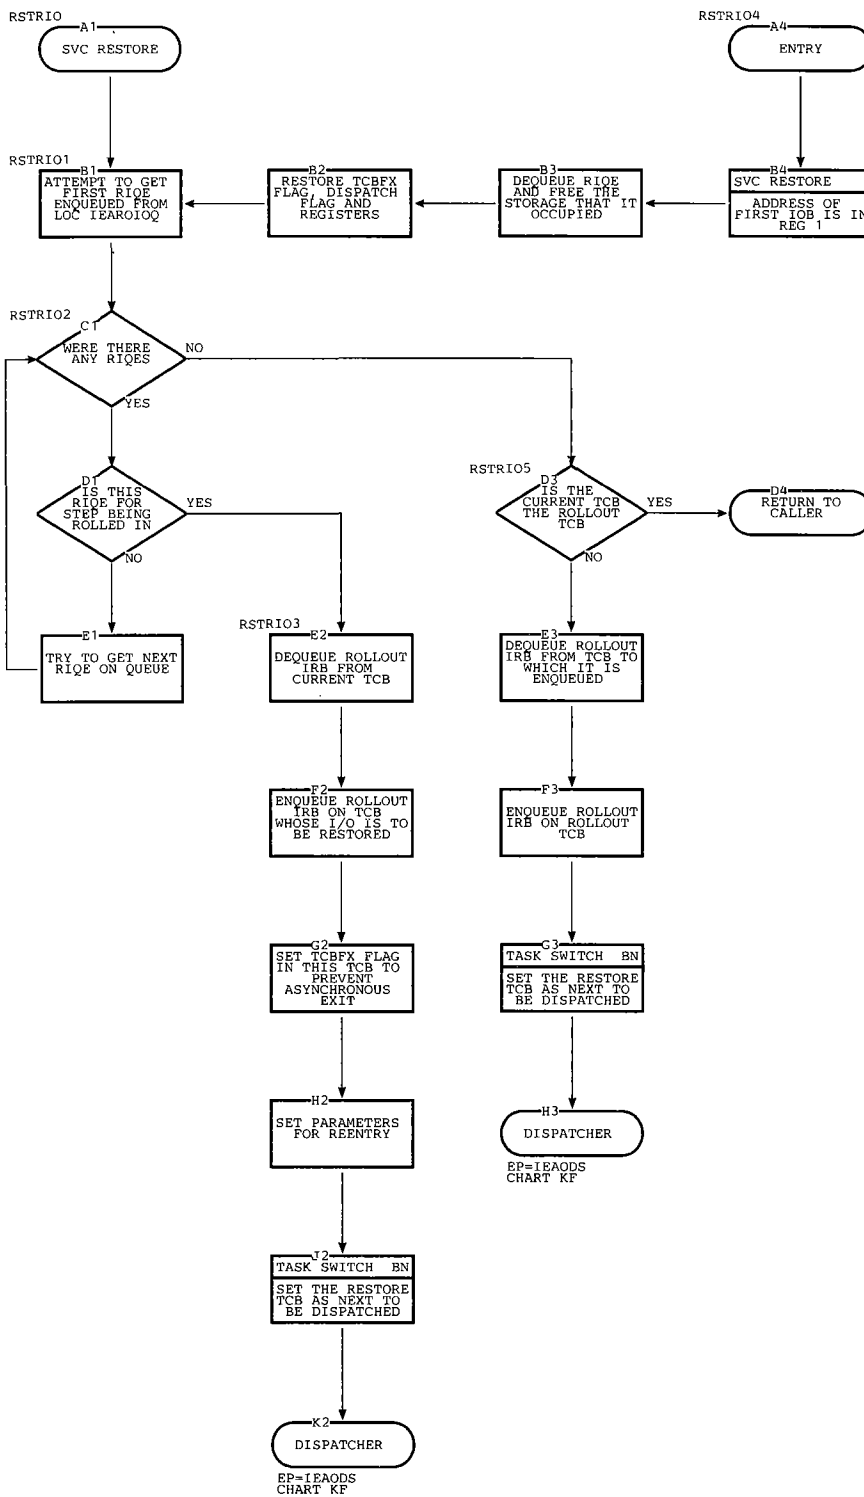 RSTRIO
A1
SVC RESTORE
RSTRIO4
A4
ENTRY
RSTRIO1
B1
ATTEMPT TO GET
FIRST RIQE
ENQUEUED FROM
LOC IEAROIOQ
B2
RESTORE TCBFX
FLAG, DISPATCH
FLAG AND
REGISTERS
B3
DEQUEUE RIQE
AND FREE THE
STORAGE THAT IT
OCCUPIED
B4
SVC RESTORE
ADDRESS OF
FIRST IOB IS IN
REG 1
RSTRIO2
C1
WERE THERE
ANY RIQES
NO
YES
D1
IS THIS
RIQE FOR
STEP BEING
ROLLED IN
YES
NO
RSTRIO5
D3
IS THE
CURRENT TCB
THE ROLLOUT
TCB
YES
NO
D4
RETURN TO
CALLER
E1
TRY TO GET NEXT
RIQE ON QUEUE
RSTRIO3
E2
DEQUEUE ROLLOUT
IRB FROM
CURRENT TCB
E3
DEQUEUE ROLLOUT
IRB FROM TCB TO
WHICH IT IS
ENQUEUED
F2
ENQUEUE ROLLOUT
IRB ON TCB
WHOSE I/O IS TO
BE RESTORED
F3
ENQUEUE ROLLOUT
IRB ON ROLLOUT
TCB
G2
SET TCBFX FLAG
IN THIS TCB TO
PREVENT
ASYNCHRONOUS
EXIT
G3
TASK SWITCH BN
SET THE RESTORE
TCB AS NEXT TO
BE DISPATCHED
H2
SET PARAMETERS
FOR REENTRY
H3
DISPATCHER
EP=IEAODS
CHART KF
J2
TASK SWITCH BN
SET THE RESTORE
TCB AS NEXT TO
BE DISPATCHED
K2
DISPATCHER
EP=IEAODS
CHART KF